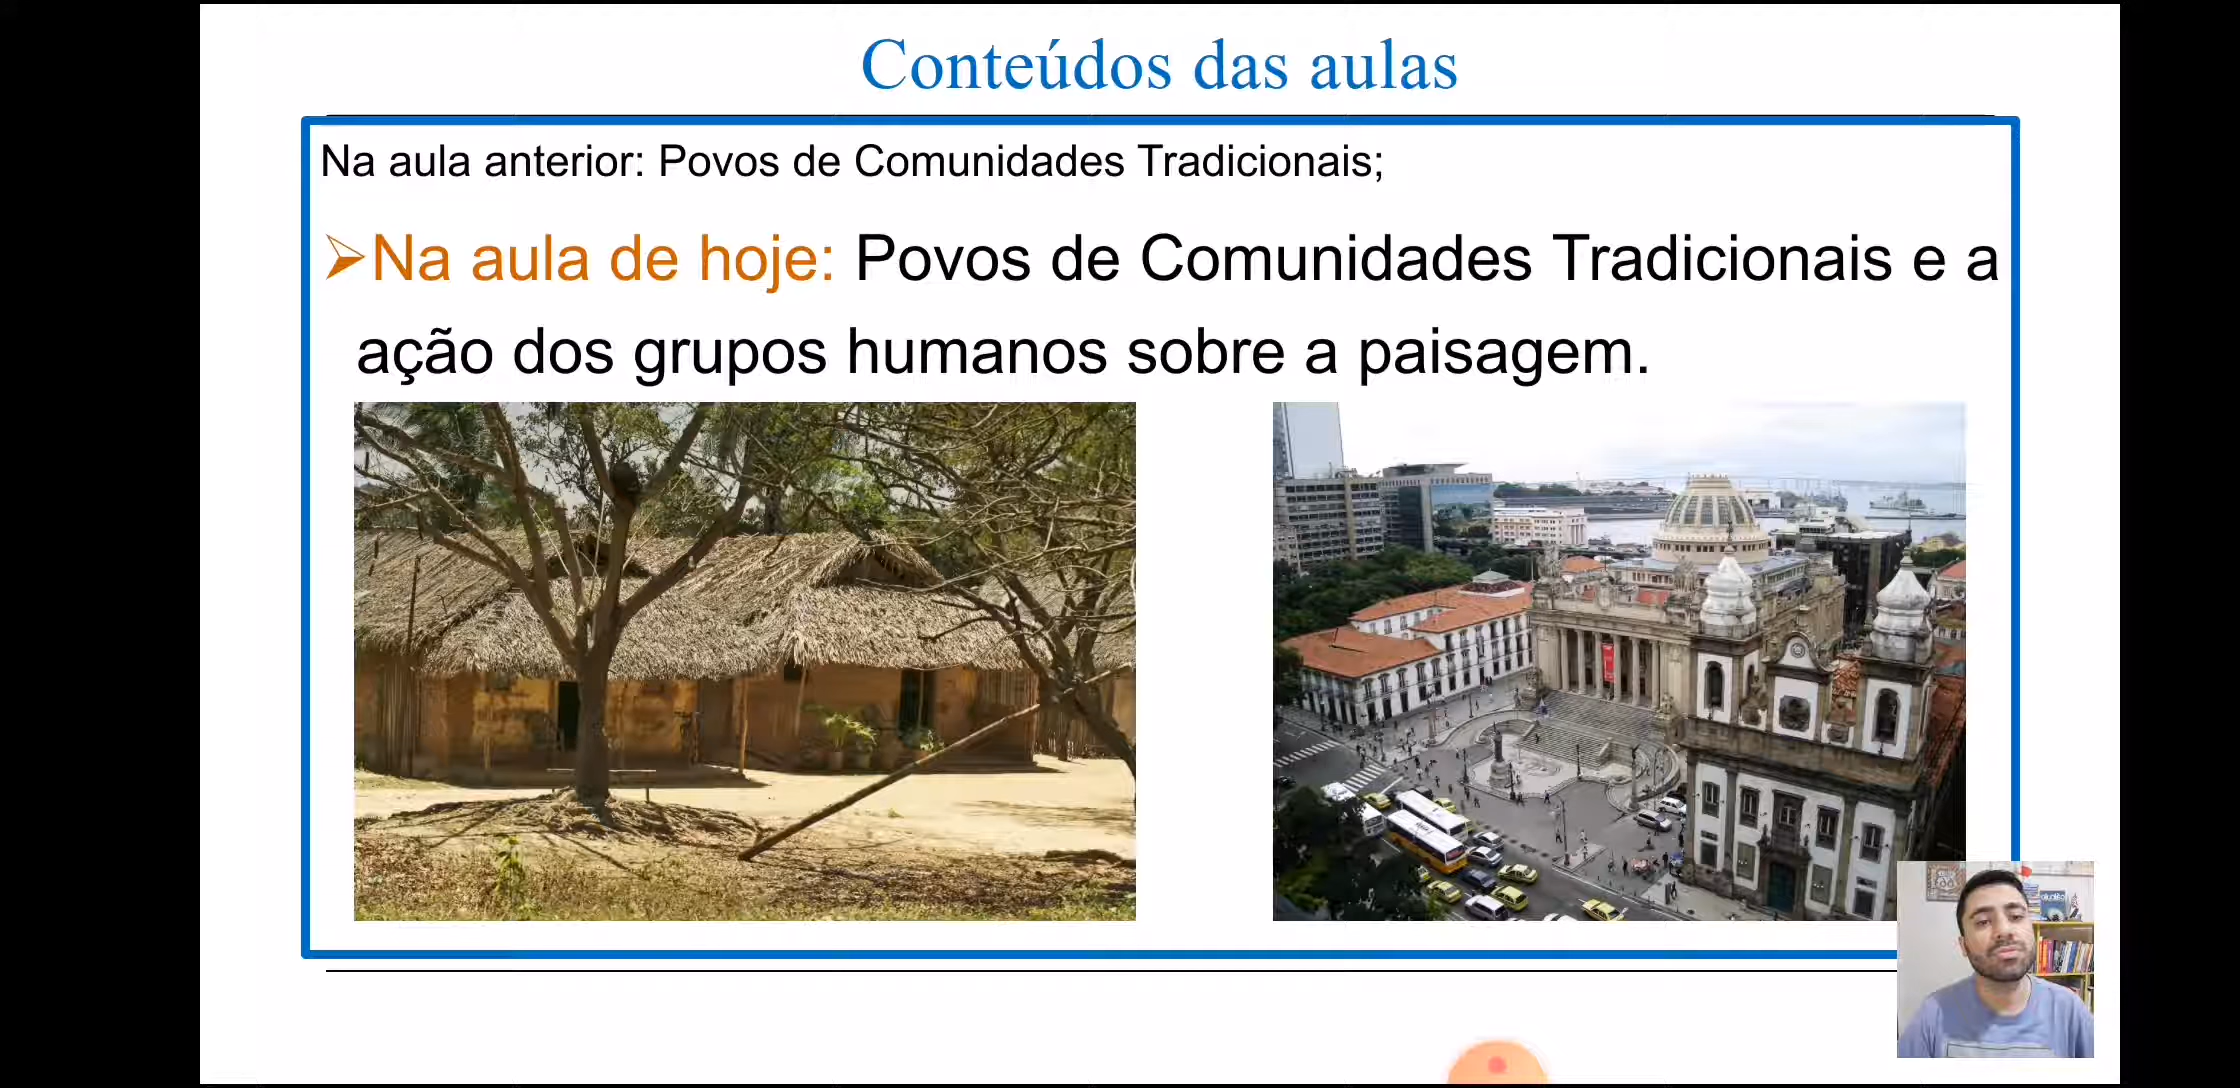 Conteúdos das aulas
Na aula anterior: Povos de Comunidades Tradicionais;
➢Na aula de hoje: Povos de Comunidades Tradicionais e a
ação dos grupos humanos sobre a paisagem.